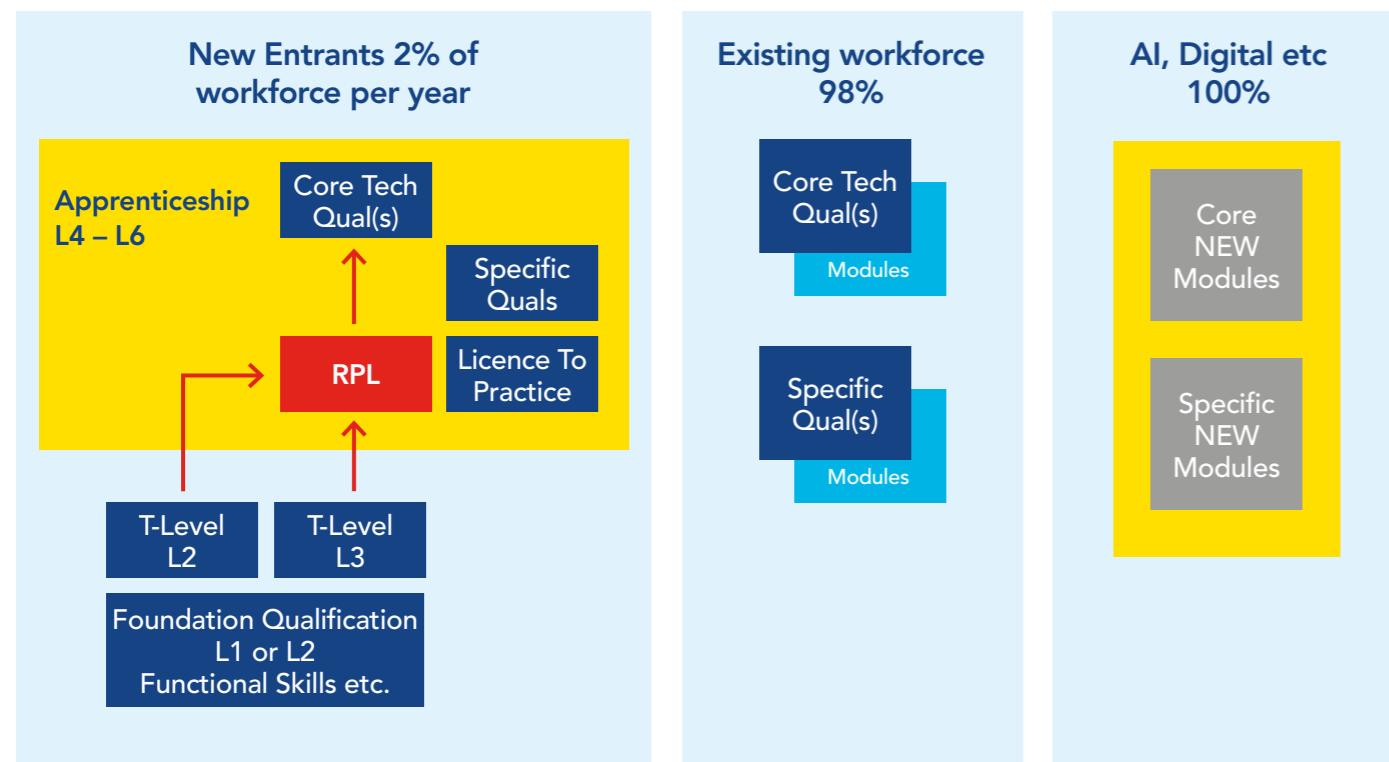 New Entrants 2% of
workforce per year
Apprenticeship
L4 – L6
Core Tech
Qual(s)
Specific
Quals
RPL
Licence To
Practice
T-Level
L2
T-Level
L3
Foundation Qualification
L1 or L2
Functional Skills etc.
Existing workforce
98%
Core Tech
Qual(s)
Modules
Specific
Qual(s)
Modules
AI, Digital etc
100%
Core
NEW
Modules
Specific
NEW
Modules